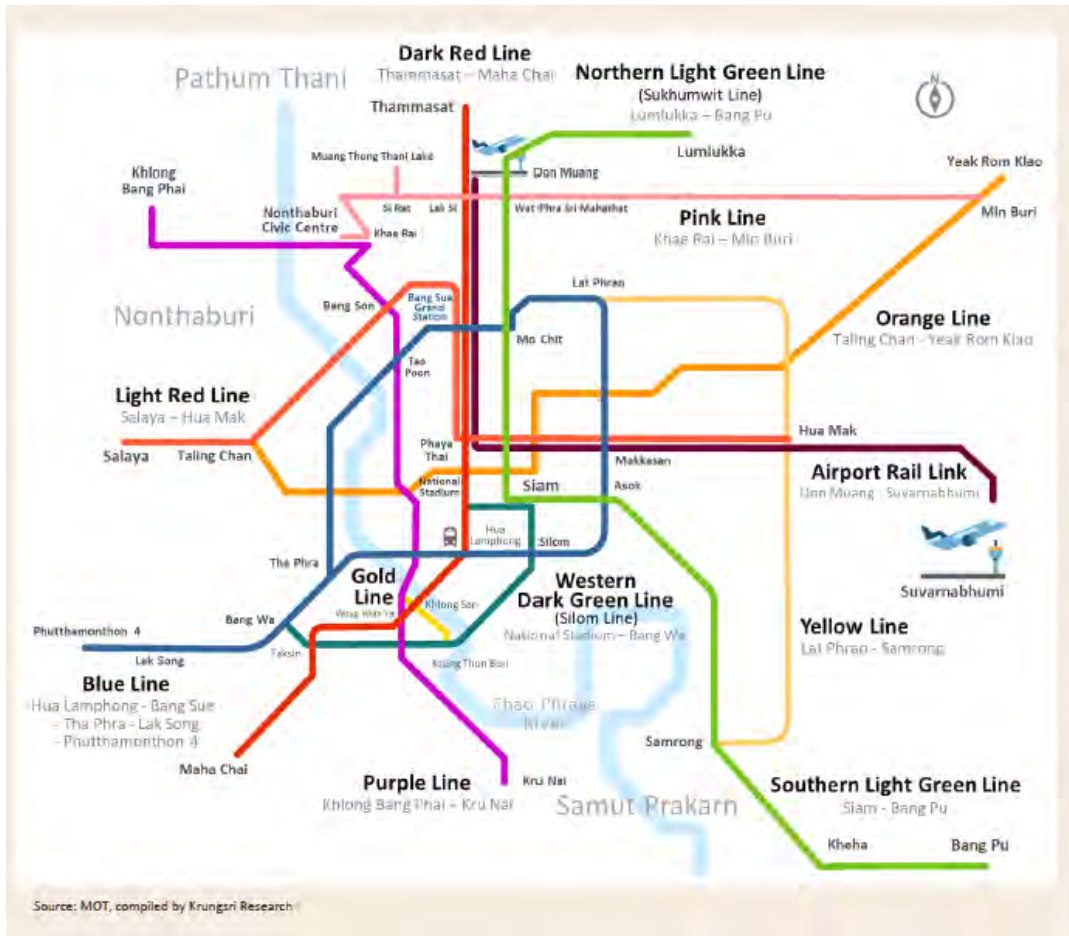 Dark Red Line
Thammasat – Maha Chai
Thammasat
Pathum Thani
Northern Light Green Line
(Sukhumwit Line)
Lumlukka – Bang Pu
Lumlukka
N
Don Muang
Muang Thong Thani Lake
Yeak Rom Klao
Khlong
Bang Phai
Nonthaburi
Civic Centre
Si Rat
Lak Si
Wat Phra Sri Mahathat
Min Buri
Khae Rai
Pink Line
Khae Rai – Min Buri
Lat Phrao
Nonthaburi
Bang Son
Bang Sue
Grand
Station
Mo Chit
Orange Line
Taling Chan - Yeak Rom Klao
Tao
Poon
Light Red Line
Salaya – Hua Mak
Salaya
Taling Chan
Phaya
Thai
Hua Mak
Makkasan
Airport Rail Link
Don Muang - Suvarnabhumi
National
Stadium
Siam
Asok
Hua
Lamphong
Silom
Suvarnabhumi
Tha Phra
Gold
Line
Khlong San
Western
Dark Green Line
(Silom Line)
National Stadium – Bang Wa
Bang Wa
Phutthamonthon 4
Lak Song
Taksin
Krung Thon Buri
Yellow Line
Lat Phrao - Samrong
Blue Line
Hua Lamphong - Bang Sue
- Tha Phra - Lak Song
- Phutthamonthon 4
Chao Phraya
River
Samrong
Maha Chai
Purple Line
Khlong Bang Phai – Kru Nai
Kru Nai
Samut Prakarn
Southern Light Green Line
Siam - Bang Pu
Kheha
Bang Pu
Source: MOT, compiled by Krungsri Research